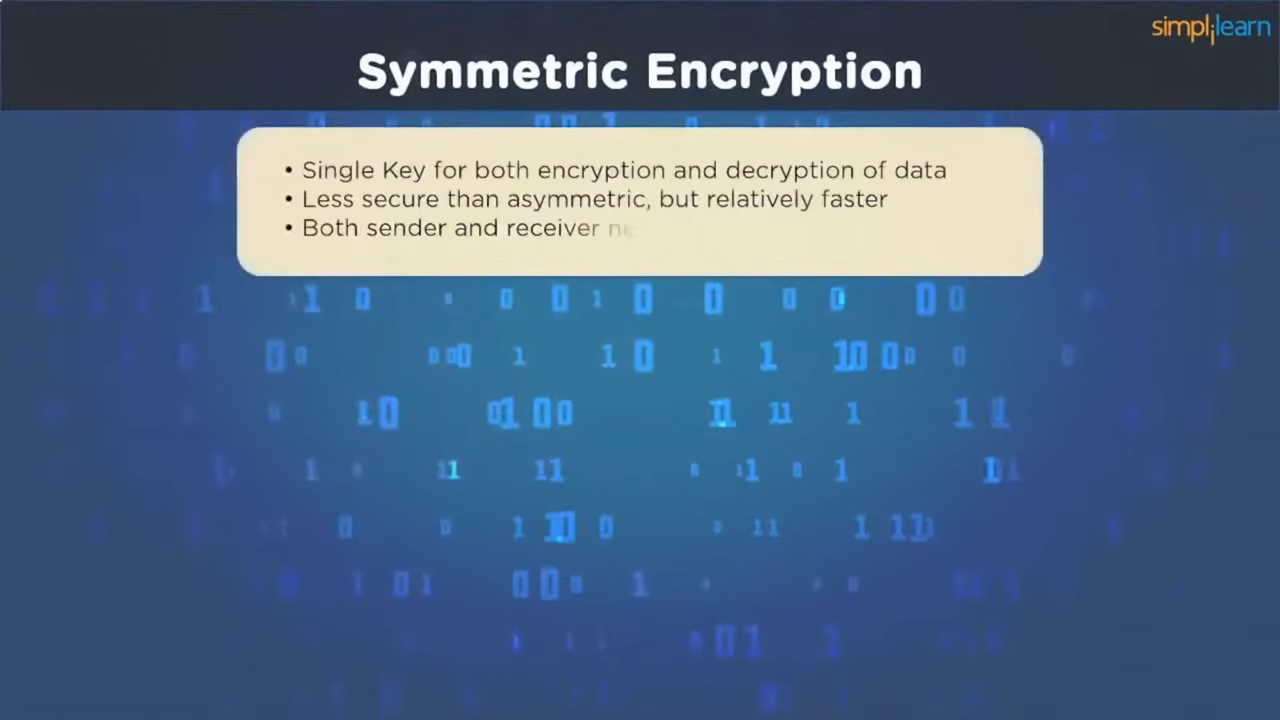 simplilearn
Symmetric Encryption
• Single Key for both encryption and decryption of data
• Less secure than asymmetric, but relatively faster
• Both sender and receiver ne